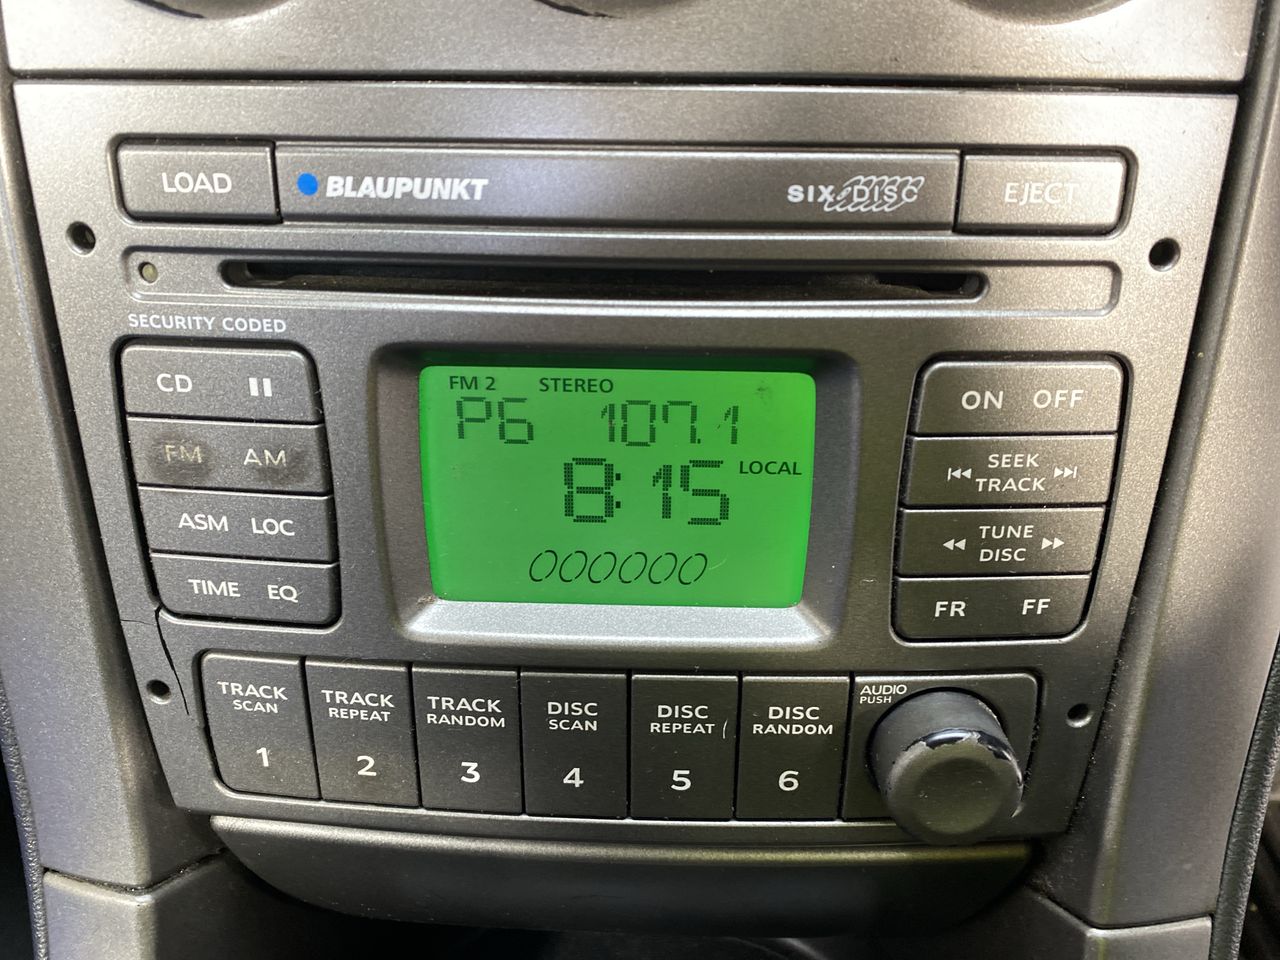 LOAD BLAUPUNKT SIX-DISC EJECT
SECURITY CODED
CD
FM AM
ASM LOC
TIME EQ
FM 2 STEREO
P6 107.1
8:15 LOCAL
000000
ON OFF
SEEK
TRACK
TUNE
DISC
FR FF
TRACK
SCAN
1
TRACK
REPEAT
2
TRACK
RANDOM
3
DISC
SCAN
4
DISC
REPEAT
5
DISC
RANDOM
6
AUDIO
PUSH